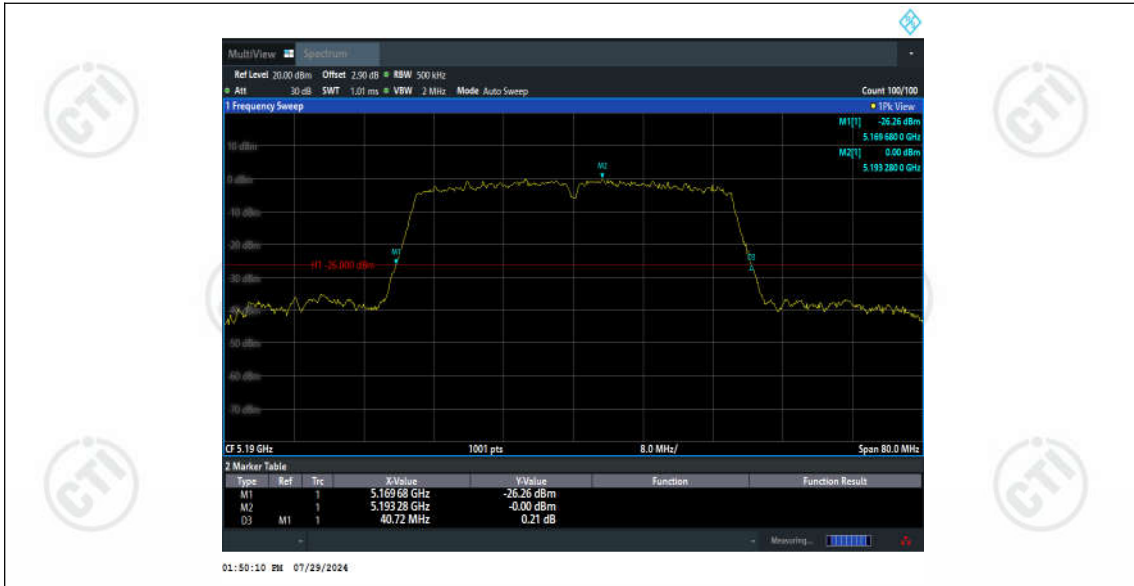 MultiView Spectrum
Ref Level 20.00 dBm Offset 2.90 dB RBW 500 kHz
Att 30 dB SWT 1.01 ms VBW 2 MHz Mode Auto Sweep Count 100/100
1 Frequency Sweep 1Pk View
M1[1] -26.26 dBm
5.169 680 0 GHz
M2[1] 0.00 dBm
5.193 280 0 GHz
10 dBm
M2
0 dBm
-10 dBm
-20 dBm
M1
D3
H1 -26.000 dBm
-30 dBm
-40 dBm
-50 dBm
-60 dBm
-70 dBm
CF 5.19 GHz 1001 pts 8.0 MHz/ Span 80.0 MHz
2 Marker Table
Type Ref Trc X-Value Y-Value Function Function Result
M1 1 5.169 68 GHz -26.26 dBm
M2 1 5.193 28 GHz -0.00 dBm
D3 M1 1 40.72 MHz 0.21 dB
Measuring...
01:50:10 PM 07/29/2024
CTI
CTI
CTI
CTI